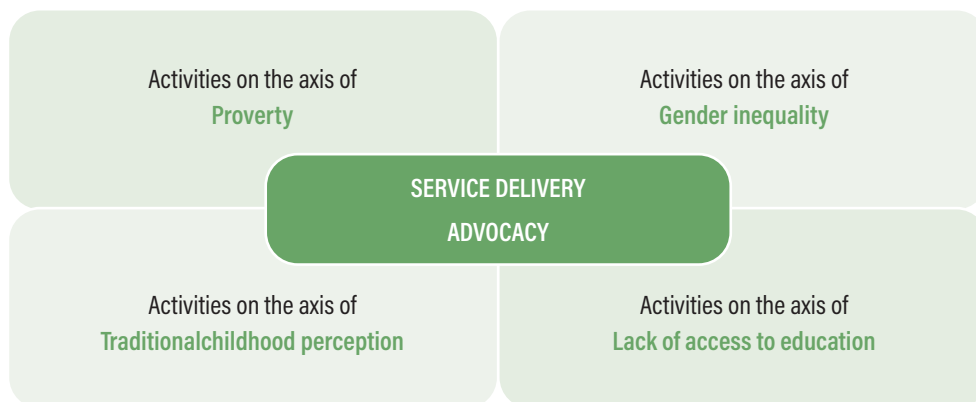 Activities on the axis of
Proverty
Activities on the axis of
Gender inequality
SERVICE DELIVERY
ADVOCACY
Activities on the axis of
Traditionalchildhood perception
Activities on the axis of
Lack of access to education